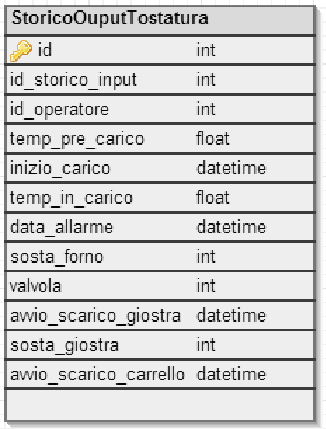 StoricoOuputTostatura
id int
id_storico_input int
id_operatore int
temp_pre_carico float
inizio_carico datetime
temp_in_carico float
data_allarme datetime
sosta_forno int
valvola int
avvio_scarico_giostra datetime
sosta_giostra int
avvio_scarico_carrello datetime